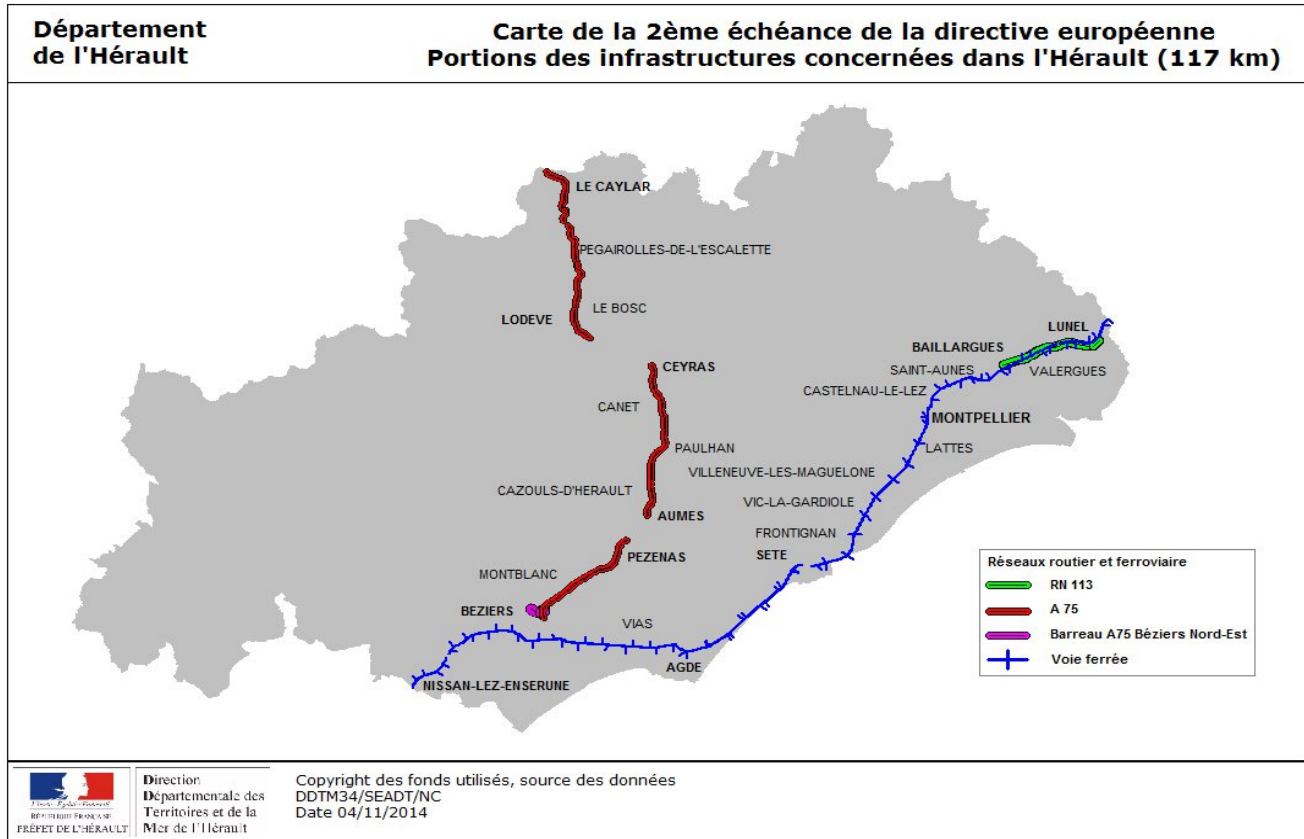 Département
de l'Hérault
Carte de la 2ème échéance de la directive européenne
Portions des infrastructures concernées dans l'Hérault (117 km)
LE CAYLAR
PEGAIROLLES-DE-L'ESCALETTE
LE BOSC
LODEVE
LUNEL
BAILLARGUES
CEYRAS
SAINT-AUNES
VALERGUES
CASTELNAU-LE-LEZ
CANET
MONTPELLIER
PAULHAN
LATTES
VILLENEUVE-LES-MAGUELONE
CAZOULS-D'HERAULT
VIC-LA-GARDIOLE
AUMES
FRONTIGNAN
SETE
PEZENAS
MONTBLANC
BEZIERS
VIAS
AGDE
NISSAN-LEZ-ENSERUNE
Réseaux routier et ferroviaire
RN 113
A 75
Barreau A75 Béziers Nord-Est
Voie ferrée
Liberté • Égalité • Fraternité
RÉPUBLIQUE FRANÇAISE
PRÉFET DE L'HÉRAULT
Direction
Départementale des
Territoires et de la
Mer de l'Hérault
Copyright des fonds utilisés, source des données
DDTM34/SEADT/NC
Date 04/11/2014